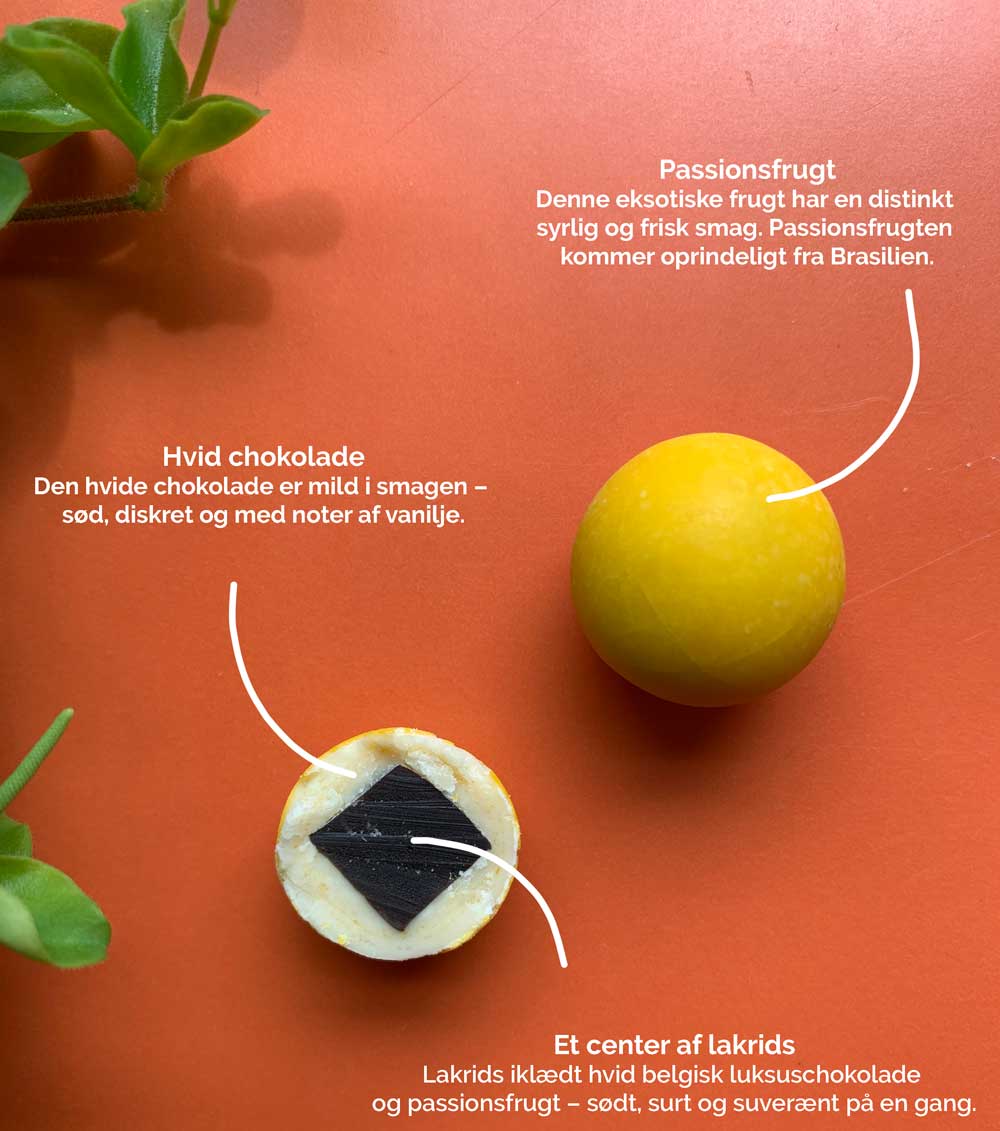 Passionsfrugt
Denne eksotiske frugt har en distinkt
syrlig og frisk smag. Passionsfrugten
kommer oprindeligt fra Brasilien.
Hvid chokolade
Den hvide chokolade er mild i smagen –
sød, diskret og med noter af vanilje.
Et center af lakrids
Lakrids iklædt hvid belgisk luksuschokolade
og passionsfrugt – sødt, surt og suverænt på en gang.